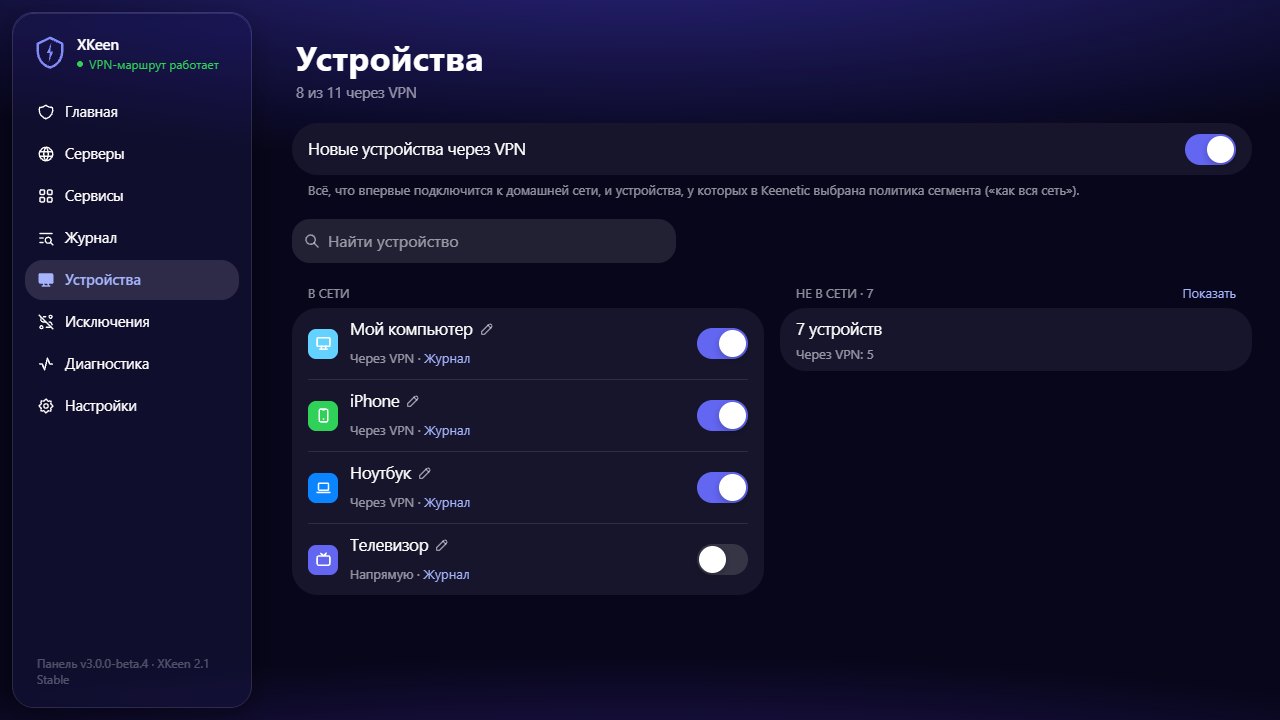 XKeen
VPN-маршрут работает
Главная
Серверы
Сервисы
Журнал
Устройства
Исключения
Диагностика
Настройки
Панель v3.0.0-beta.4 · XKeen 2.1
Stable
Устройства
8 из 11 через VPN
Новые устройства через VPN
Всё, что впервые подключится к домашней сети, и устройства, у которых в Keenetic выбрана политика сегмента («как вся сеть»).
Найти устройство
В СЕТИ
Мой компьютер
Через VPN · Журнал
iPhone
Через VPN · Журнал
Ноутбук
Через VPN · Журнал
Телевизор
Напрямую · Журнал
НЕ В СЕТИ · 7
Показать
7 устройств
Через VPN: 5